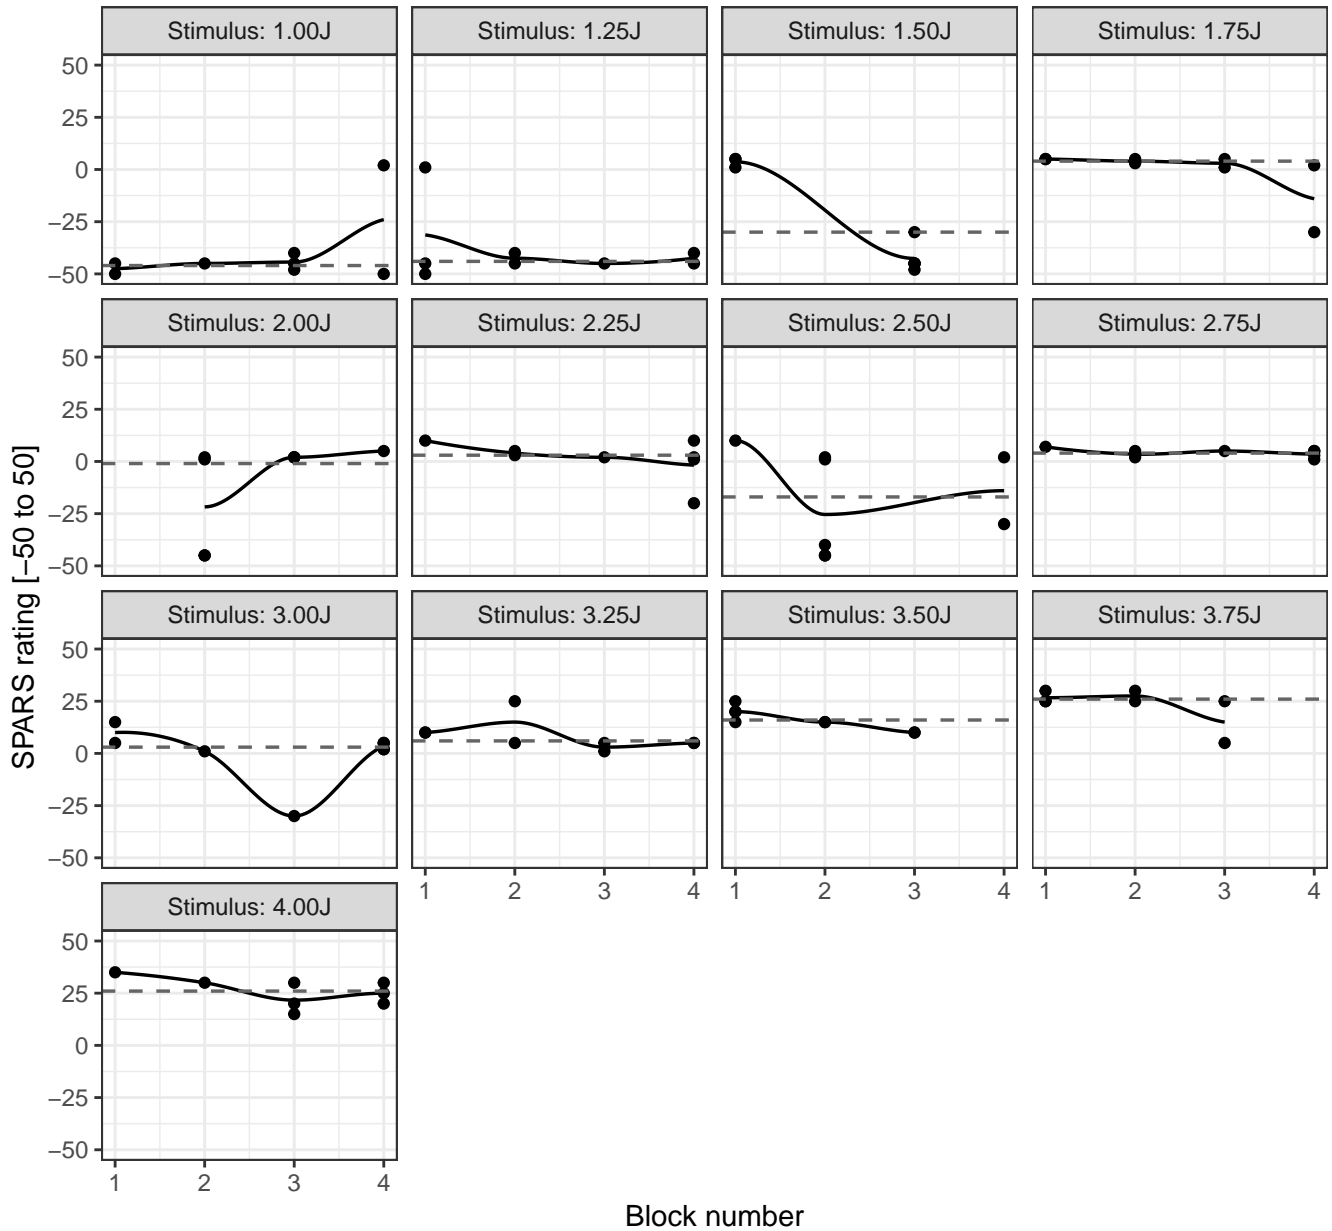 Stimulus: 1.00J
Stimulus: 1.25J
Stimulus: 1.50J
Stimulus: 1.75J
50
25
0
−25
−50
Stimulus: 2.00J
Stimulus: 2.25J
Stimulus: 2.50J
Stimulus: 2.75J
50
25
0
−25
−50
SPARS rating [−50 to 50]
Stimulus: 3.00J
Stimulus: 3.25J
Stimulus: 3.50J
Stimulus: 3.75J
50
25
0
−25
−50
1 2 3 4
1 2 3 4
1 2 3 4
Stimulus: 4.00J
50
25
0
−25
−50
1 2 3 4
Block number